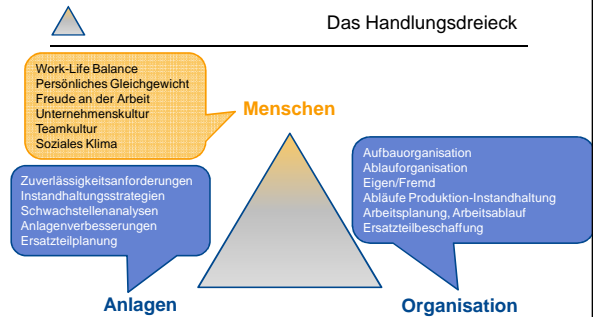 Das Handlungsdreieck
Work-Life Balance
Persönliches Gleichgewicht
Freude an der Arbeit
Unternehmenskultur
Teamkultur
Soziales Klima
Menschen
Zuverlässigkeitsanforderungen
Instandhaltungsstrategien
Schwachstellenanalysen
Anlagenverbesserungen
Ersatzteilplanung
Aufbauorganisation
Ablauforganisation
Eigen/Fremd
Abläufe Produktion-Instandhaltung
Arbeitsplanung, Arbeitsablauf
Ersatzteilbeschaffung
Anlagen
Organisation